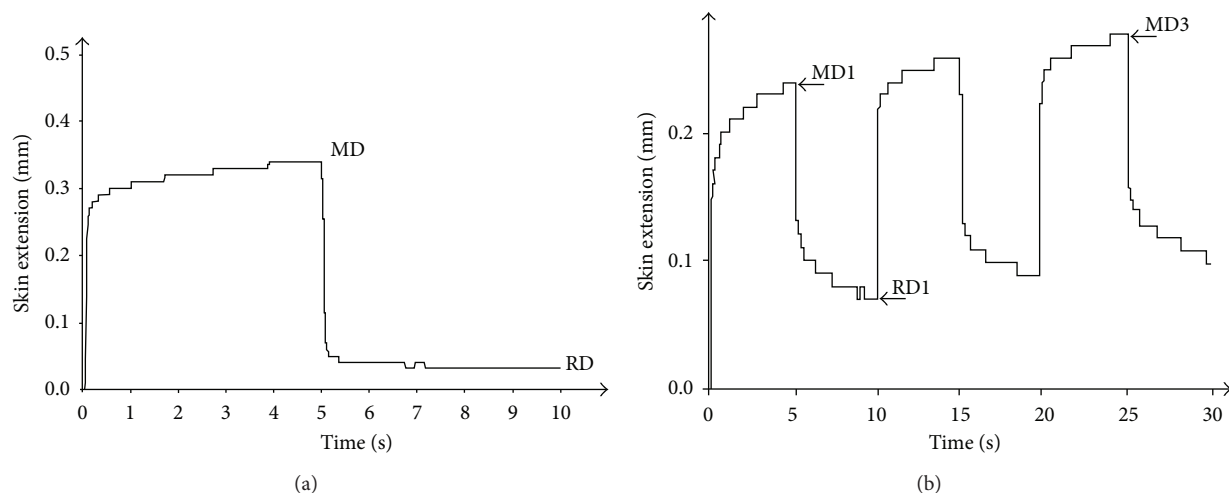 0.5
0.4
0.3
0.2
0.1
0.0
Skin extension (mm)
MD
RD
0 1 2 3 4 5 6 7 8 9 10
Time (s)
(a)
0.2
0.1
0.0
Skin extension (mm)
MD1
RD1
MD3
0 5 10 15 20 25 30
Time (s)
(b)